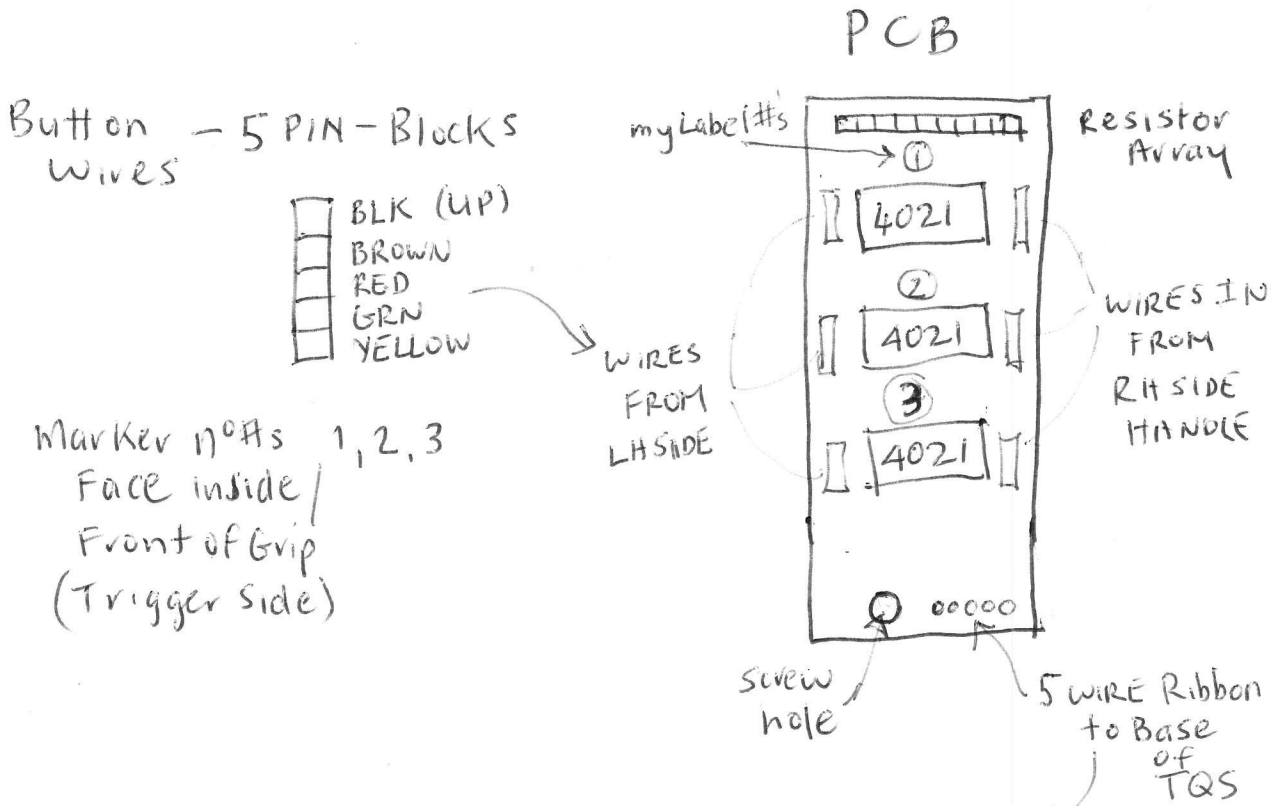 PCB
Button - 5 PIN-Blocks
Wires
BLK (UP)
BROWN
RED
GRN
YELLOW
Marker nº#s 1, 2, 3
Face inside
Front of Grip
(Trigger Side)
my Label #'s
Resistor
Array
1
4021
2
4021
3
4021
WIRES
FROM
LH SIDE
WIRES IN
FROM
RH SIDE
HANDLE
screw
hole
5 WIRE Ribbon
to Base
of
TQS